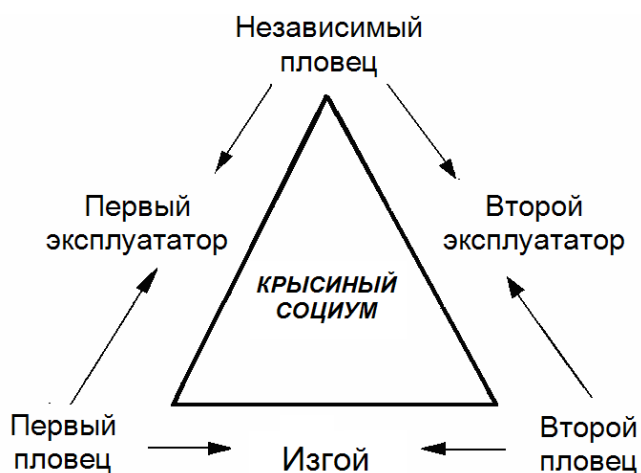 Независимый
пловец
Первый
эксплуататор
Второй
эксплуататор
КРЫСИНЫЙ
СОЦИУМ
Первый
пловец
Изгой
Второй
пловец